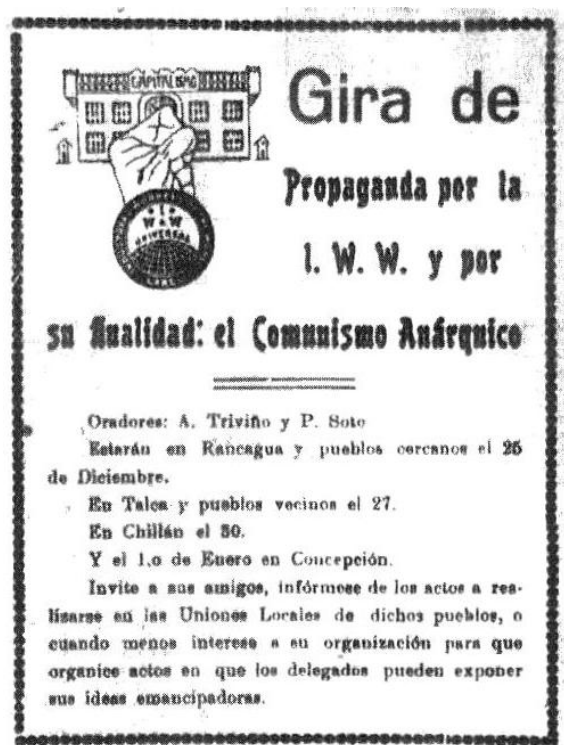 CAPITALISMO
Gira de
Propaganda por la
I. W. W. y por
I W W
UNIVERSAL
su finalidad: el Comunismo Anárquico
Oradores: A. Triviño y P. Soto
Estarán en Rancagua y pueblos cercanos el 25
de Diciembre.
En Talca y pueblos vecinos el 27.
En Chillán el 30.
Y el 1.o de Enero en Concepción.
Invite a sus amigos, infórmese de los actos a rea-
lizarse en las Uniones Locales de dichos pueblos, o
cuando menos interese a su organización para que
organice actos en que los delegados pueden exponer
sus ideas emancipadoras.